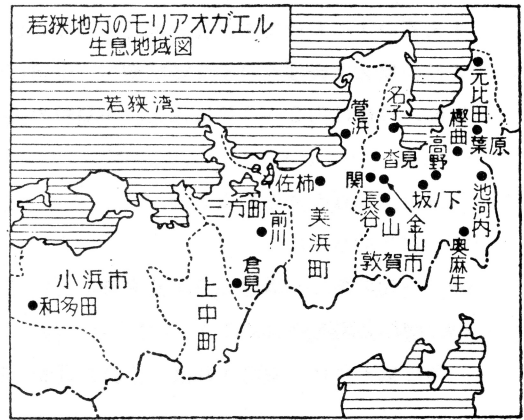 若狭地方のモリアオガエル
生息地域図
若狭湾
菅浜
名子
元比田
樫曲
葉原
高野
沓見
関
佐柿
坂ノ下
池河内
長谷
山
金山
三方町
前川
美浜町
敦賀市
奥麻生
小浜市
倉見
上中町
和多田